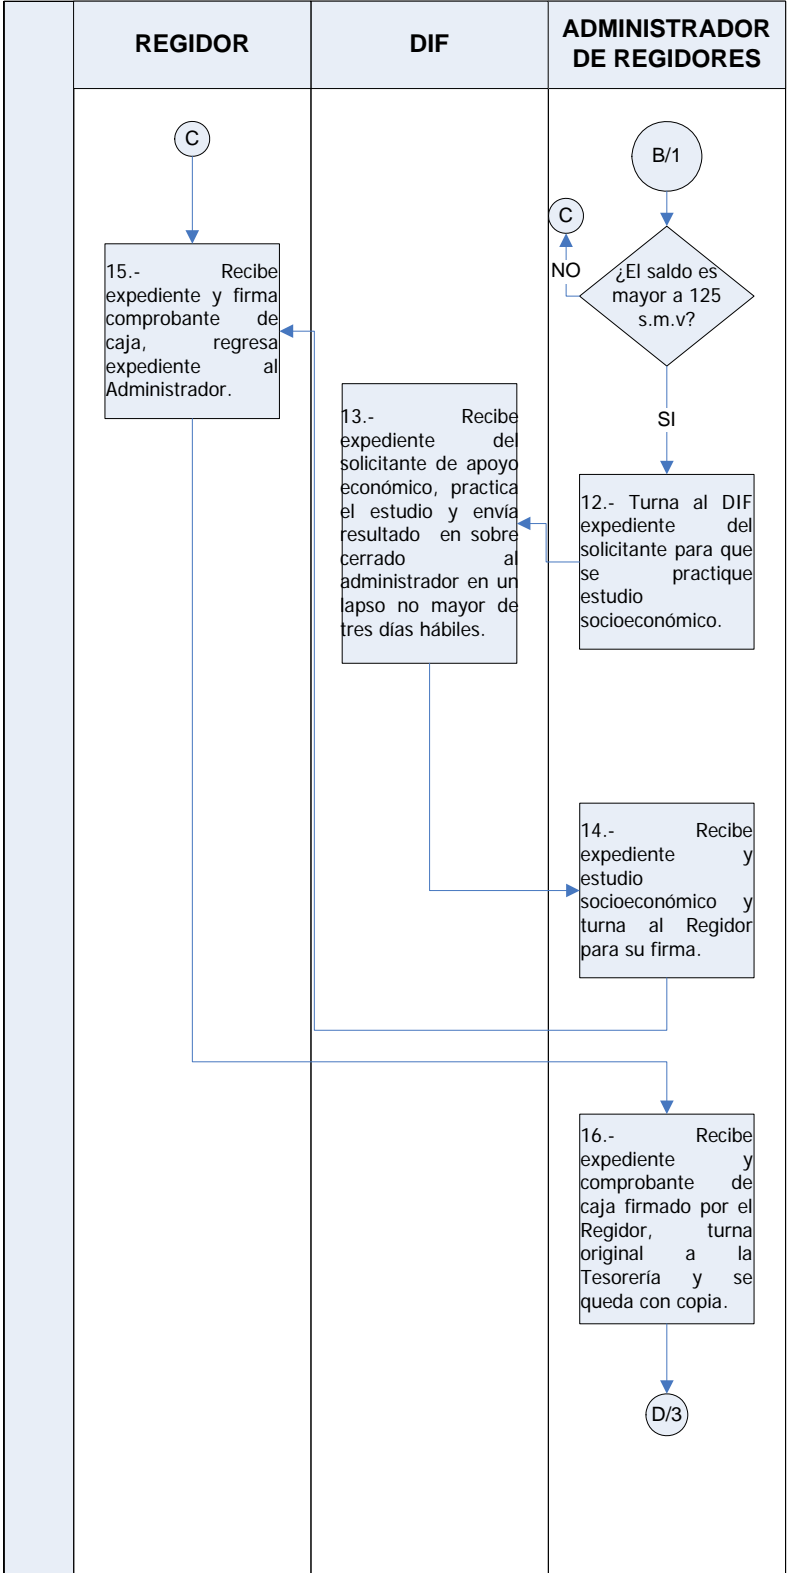 REGIDOR
DIF
ADMINISTRADOR
DE REGIDORES
C
B/1
C
NO
¿El saldo es
mayor a 125
s.m.v?
SI
15.- Recibe
expediente y firma
comprobante de
caja, regresa
expediente al
Administrador.
13.- Recibe
expediente del
solicitante de apoyo
económico, practica
el estudio y envía
resultado en sobre
cerrado al
administrador en un
lapso no mayor de
tres días hábiles.
12.- Turna al DIF
expediente del
solicitante para que
se practique
estudio
socioeconómico.
14.- Recibe
expediente y
estudio
socioeconómico y
turna al Regidor
para su firma.
16.- Recibe
expediente y
comprobante de
caja firmado por el
Regidor, turna
original a la
Tesorería y se
queda con copia.
D/3